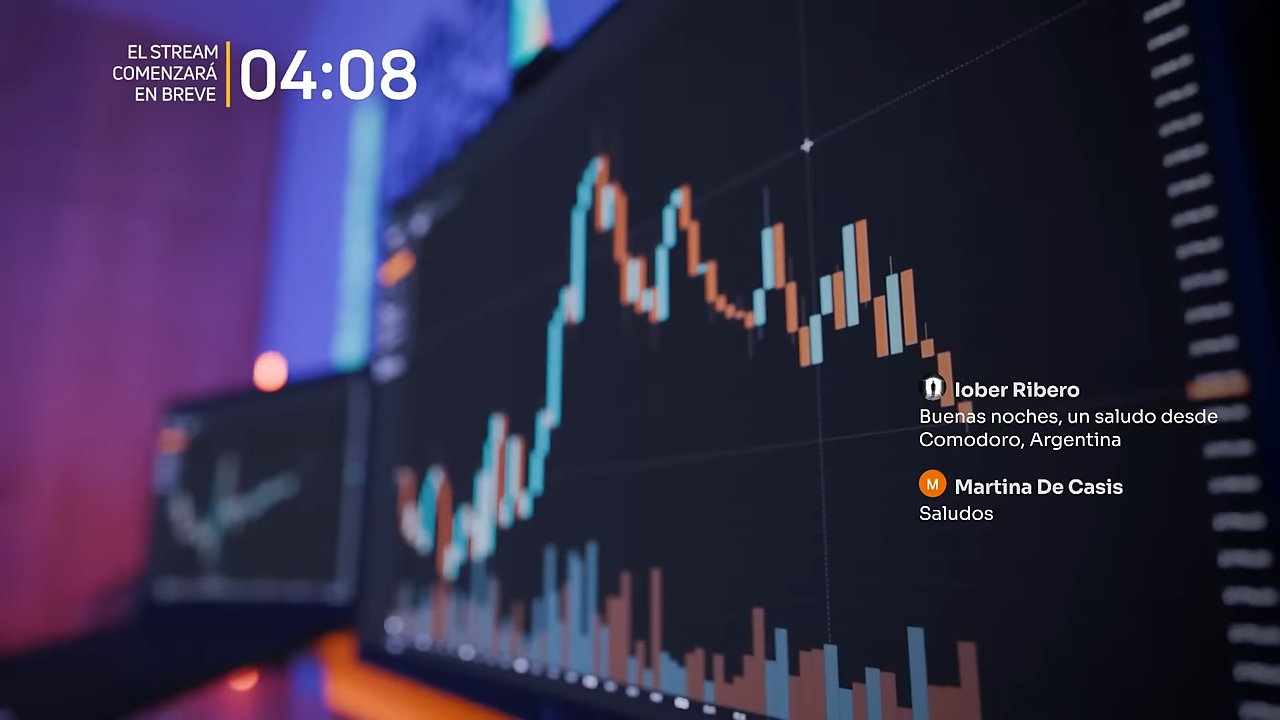 EL STREAM
COMENZARÁ
EN BREVE
04:08
Iober Ribero
Buenas noches, un saludo desde
Comodoro, Argentina
M
Martina De Casis
Saludos